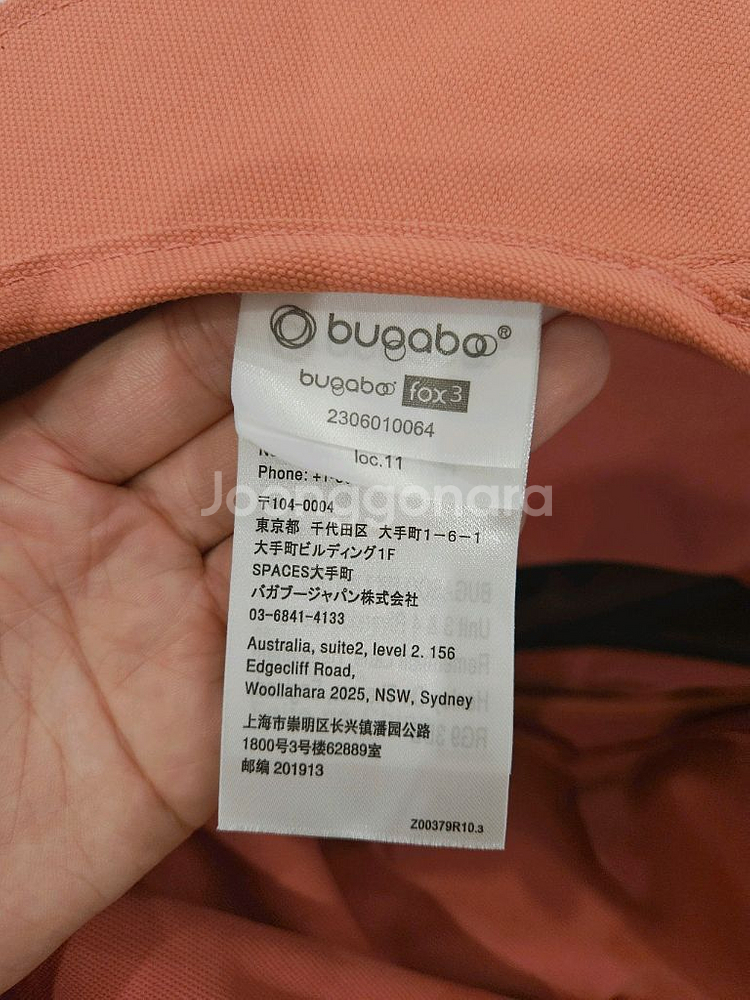 bugaboo®
bugaboo fox3
2306010064
loc.11
Phone: +1-
Joonggonara
〒104-0004
東京都 千代田区 大手町1-6-1
大手町ビルディング1F
SPACES大手町
バガブージャパン株式会社
03-6841-4133
Australia, suite2, level 2. 156
Edgecliff Road,
Woollahara 2025, NSW, Sydney
上海市崇明区长兴镇潘园公路
1800号3号楼62889室
邮编 201913
Z00379R10.3